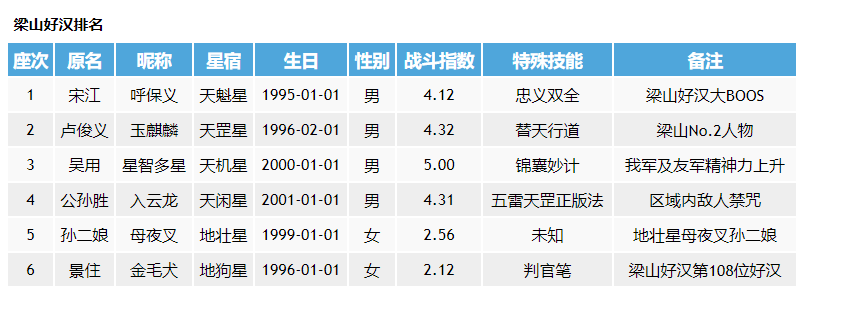 梁山好汉排名
座次 原名 昵称 星宿 生日 性别 战斗指数 特殊技能 备注
1 宋江 呼保义 天魁星 1995-01-01 男 4.12 忠义双全 梁山好汉大BOOS
2 卢俊义 玉麒麟 天罡星 1996-02-01 男 4.32 替天行道 梁山No.2人物
3 吴用 星智多星 天机星 2000-01-01 男 5.00 锦囊妙计 我军及友军精神力上升
4 公孙胜 入云龙 天闲星 2001-01-01 男 4.31 五雷天罡正版法 区域内敌人禁咒
5 孙二娘 母夜叉 地壮星 1999-01-01 女 2.56 未知 地壮星母夜叉孙二娘
6 景住 金毛犬 地狗星 1996-01-01 女 2.12 判官笔 梁山好汉第108位好汉